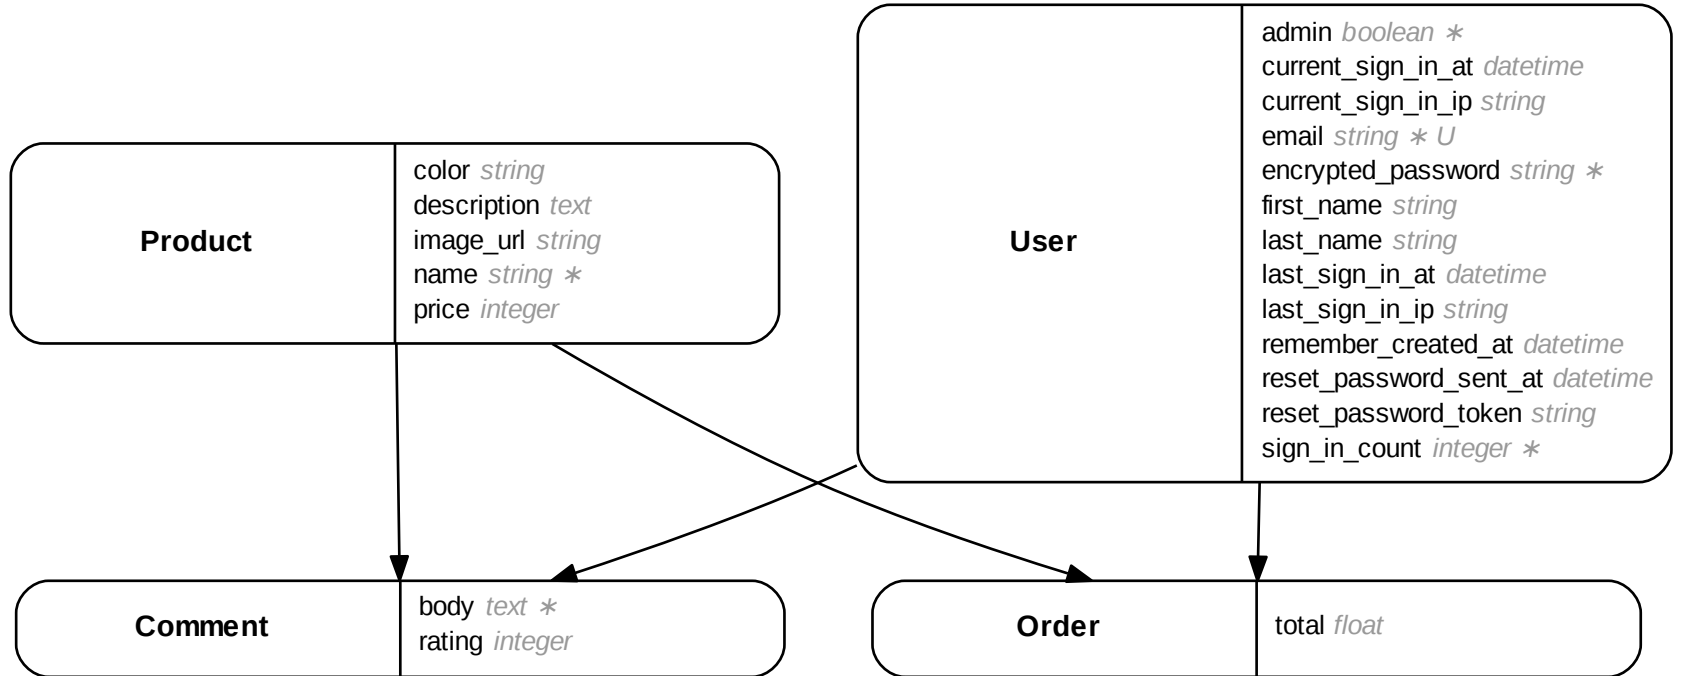 Product
color string
description text
image_url string
name string ∗
price integer
User
admin boolean ∗
current_sign_in_at datetime
current_sign_in_ip string
email string ∗ U
encrypted_password string ∗
first_name string
last_name string
last_sign_in_at datetime
last_sign_in_ip string
remember_created_at datetime
reset_password_sent_at datetime
reset_password_token string
sign_in_count integer ∗
Comment
body text ∗
rating integer
Order
total float